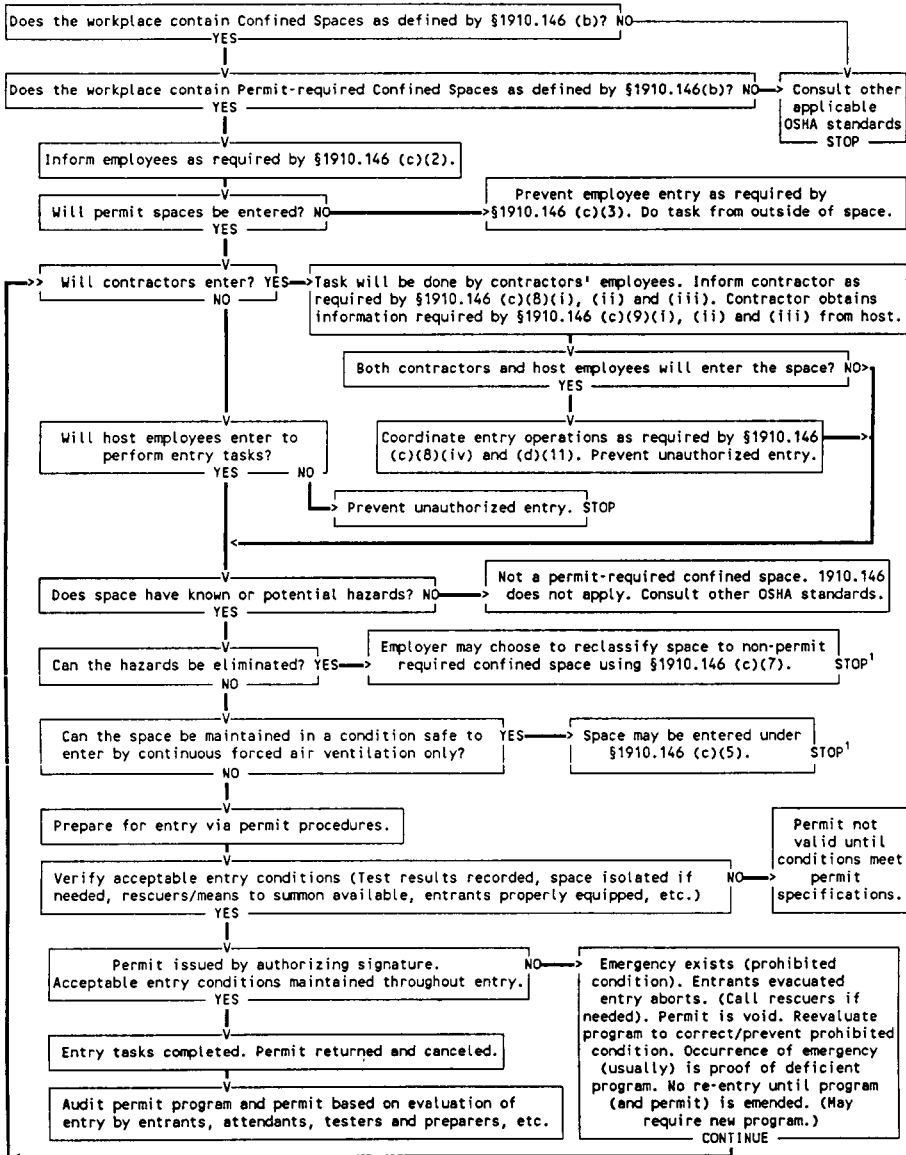 Does the workplace contain Confined Spaces as defined by §1910.146 (b)? NO
YES
Does the workplace contain Permit-required Confined Spaces as defined by §1910.146(b)? NO
YES
Consult other
applicable
OSHA standards
STOP
Inform employees as required by §1910.146 (c)(2).
Will permit spaces be entered? NO
YES
Prevent employee entry as required by
§1910.146 (c)(3). Do task from outside of space.
Will contractors enter? YES
NO
Task will be done by contractors' employees. Inform contractor as
required by §1910.146 (c)(8)(i), (ii) and (iii). Contractor obtains
information required by §1910.146 (c)(9)(i), (ii) and (iii) from host.
Both contractors and host employees will enter the space? NO
YES
Will host employees enter to
perform entry tasks?
YES NO
Coordinate entry operations as required by §1910.146
(c)(8)(iv) and (d)(11). Prevent unauthorized entry.
Prevent unauthorized entry. STOP
Does space have known or potential hazards? NO
YES
Not a permit-required confined space. 1910.146
does not apply. Consult other OSHA standards.
Can the hazards be eliminated? YES
NO
Employer may choose to reclassify space to non-permit
required confined space using §1910.146 (c)(7). STOP¹
Can the space be maintained in a condition safe to YES
enter by continuous forced air ventilation only?
NO
Space may be entered under
§1910.146 (c)(5). STOP¹
Prepare for entry via permit procedures.
Verify acceptable entry conditions (Test results recorded, space isolated if NO
needed, rescuers/means to summon available, entrants properly equipped, etc.)
YES
Permit not
valid until
conditions meet
permit
specifications.
Permit issued by authorizing signature. NO
Acceptable entry conditions maintained throughout entry.
YES
Emergency exists (prohibited
condition). Entrants evacuated
entry aborts. (Call rescuers if
needed). Permit is void. Reevaluate
program to correct/prevent prohibited
condition. Occurrence of emergency
(usually) is proof of deficient
program. No re-entry until program
(and permit) is emended. (May
require new program.)
CONTINUE
Entry tasks completed. Permit returned and canceled.
Audit permit program and permit based on evaluation of
entry by entrants, attendants, testers and preparers, etc.